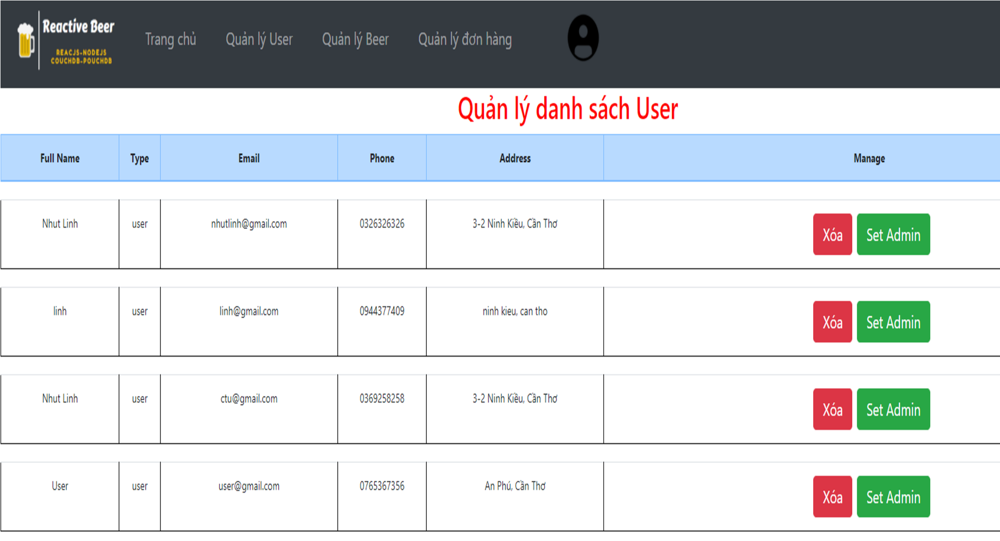 Reactive Beer
REACJS-NODEJS
COUCHDB-POUCHDB
Trang chủ Quản lý User Quản lý Beer Quản lý đơn hàng
Quản lý danh sách User
Full Name Type Email Phone Address Manage
Nhut Linh user nhutlinh@gmail.com 0326326326 3-2 Ninh Kiều, Cần Thơ Xóa Set Admin
linh user linh@gmail.com 0944377409 ninh kieu, can tho Xóa Set Admin
Nhut Linh user ctu@gmail.com 0369258258 3-2 Ninh Kiều, Cần Thơ Xóa Set Admin
User user user@gmail.com 0765367356 An Phú, Cần Thơ Xóa Set Admin